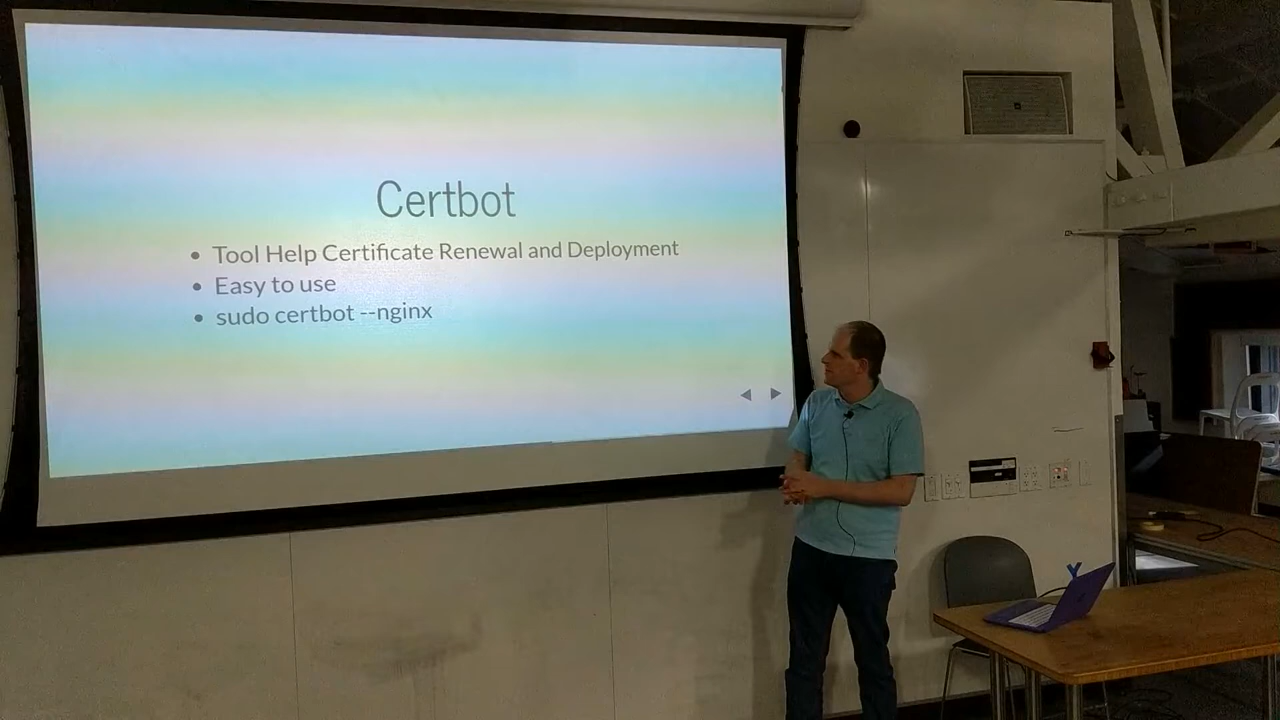 Certbot
Tool Help Certificate Renewal and Deployment
Easy to use
sudo certbot --nginx